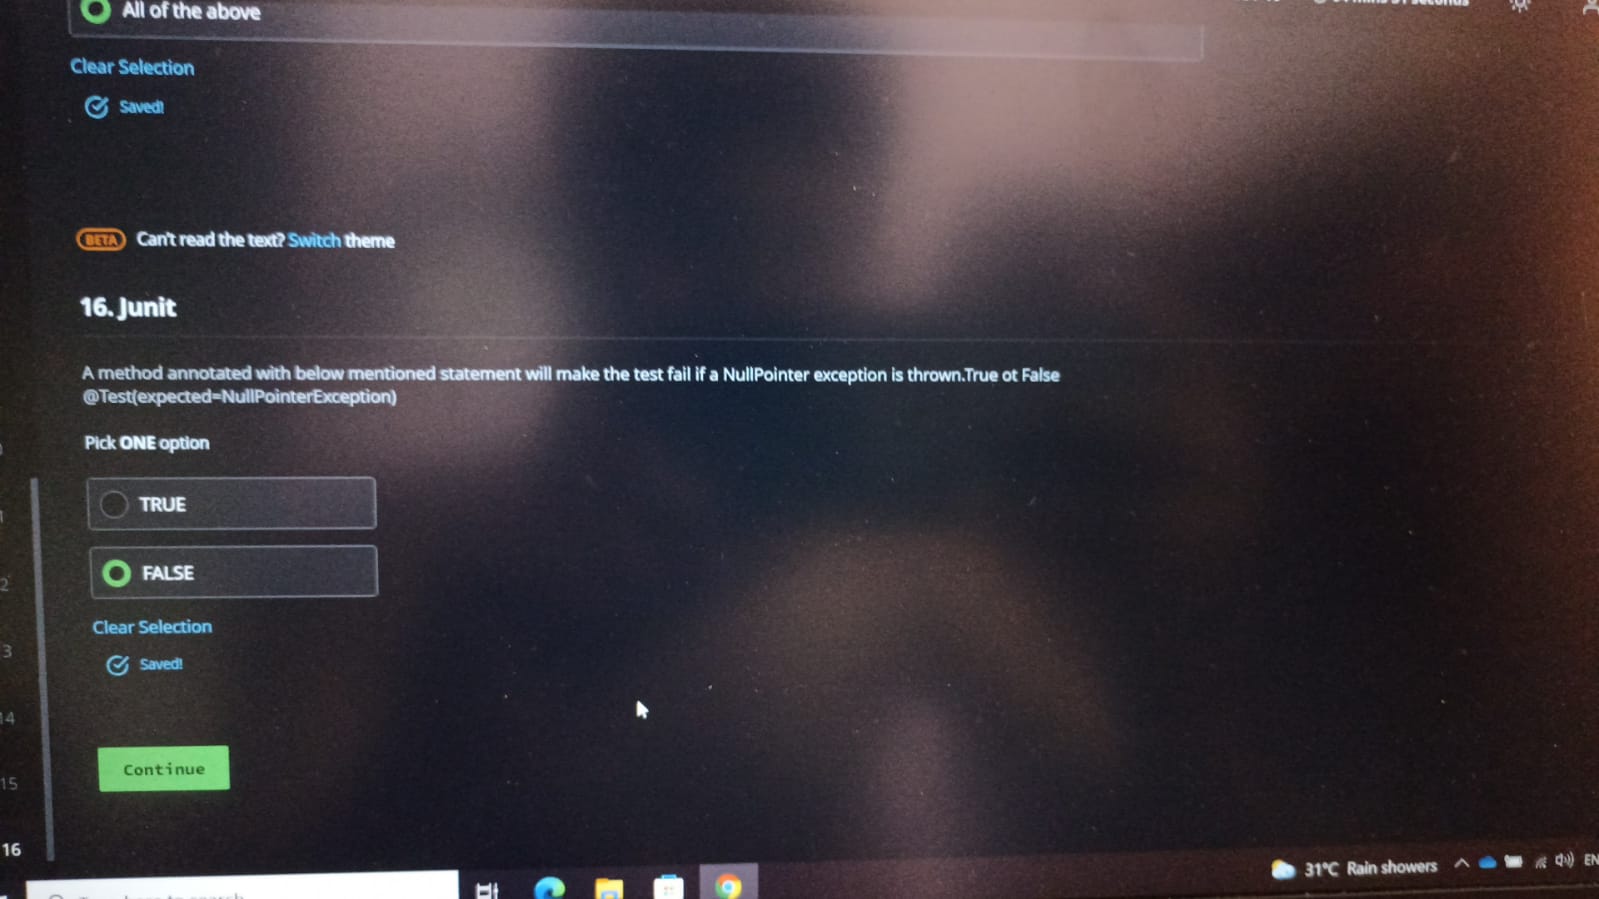 All of the above
Clear Selection
Saved!
BETA Can't read the text? Switch theme
16. Junit
A method annotated with below mentioned statement will make the test fail if a NullPointer exception is thrown.True ot False
@Test(expected=NullPointerException)
Pick ONE option
TRUE
FALSE
Clear Selection
Saved!
Continue
2
3
14
15
16
31°C Rain showers
EN